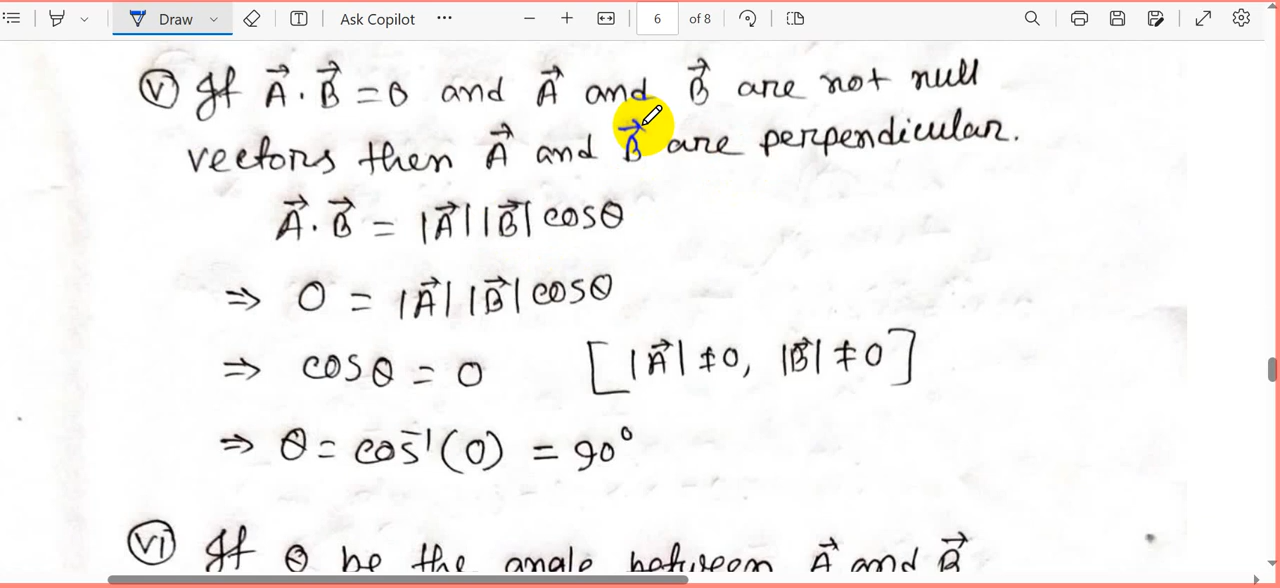 Draw
Ask Copilot
6 of 8
(v) If A⃗ . B⃗ = 0 and A⃗ and B⃗ are not null
vectors then A⃗ and B⃗ are perpendicular.
A⃗ . B⃗ = |A⃗| |B⃗| cosθ
⇒ 0 = |A⃗| |B⃗| cosθ
⇒ cosθ = 0 [|A⃗| ≠ 0, |B⃗| ≠ 0]
⇒ θ = cos⁻¹(0) = 90°
(vi) If θ be the angle between A⃗ and B⃗